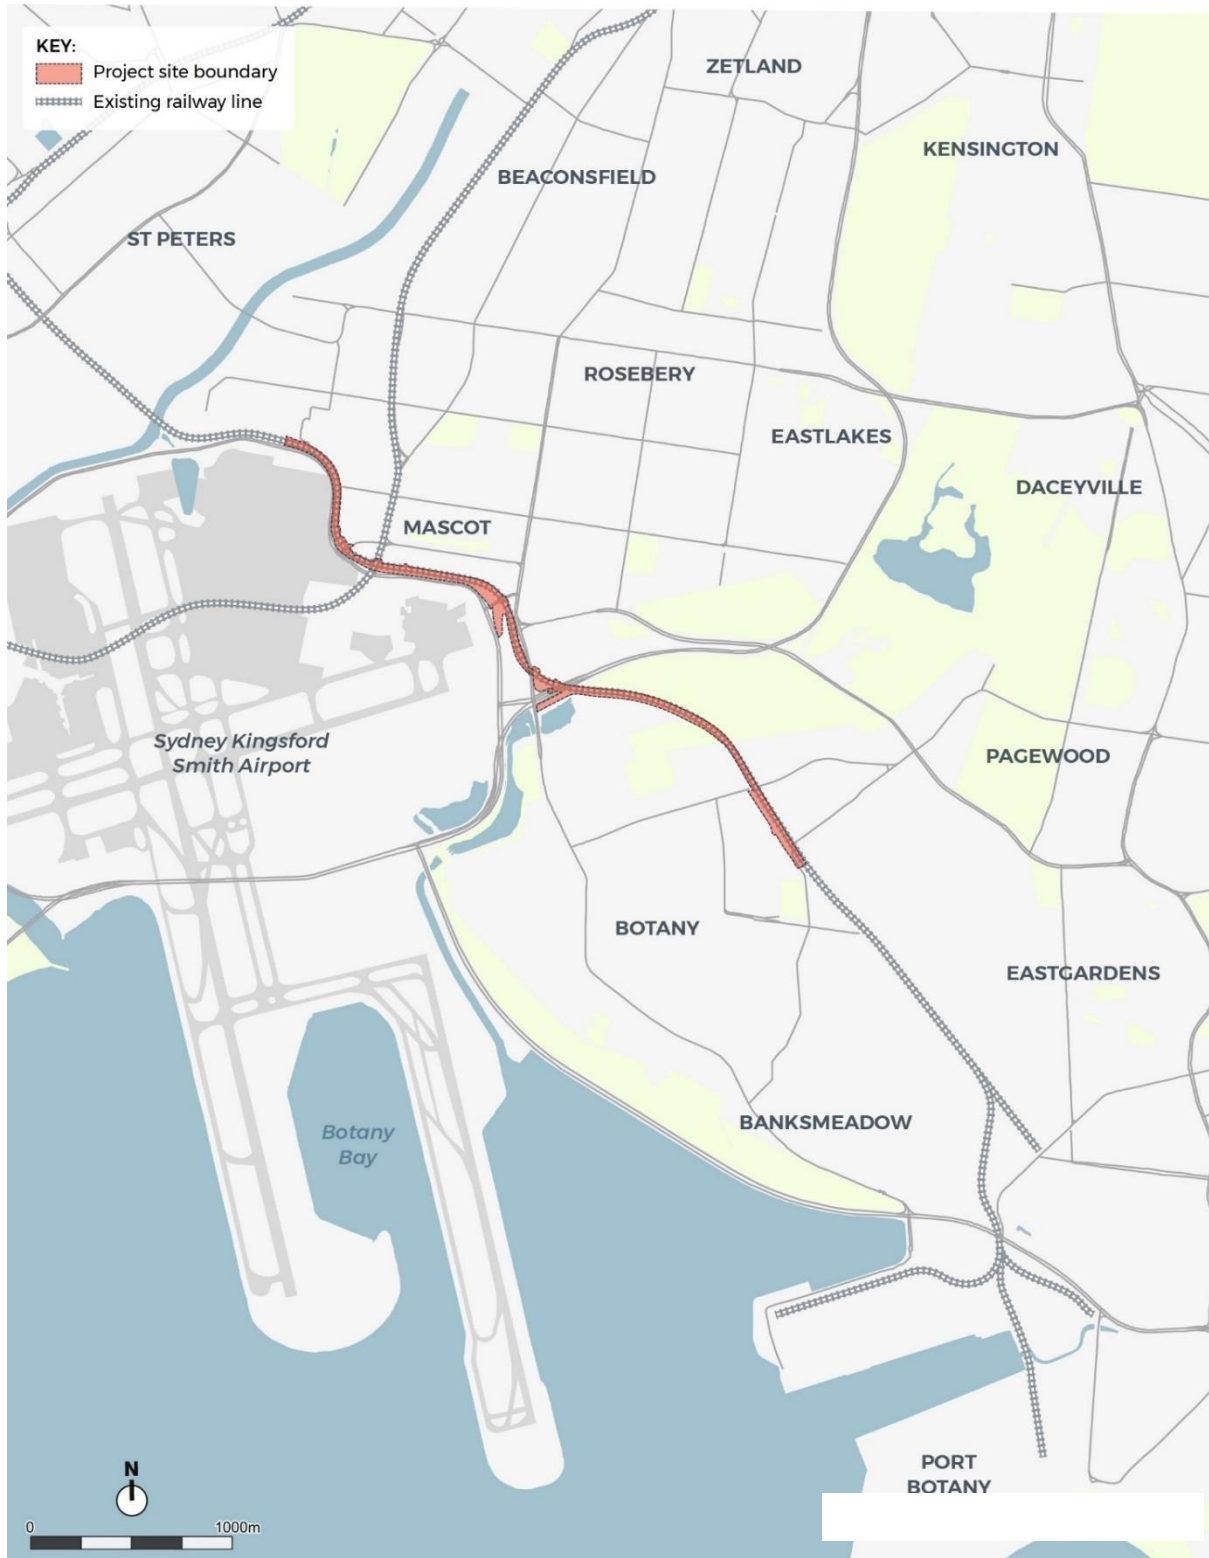 KEY:
Project site boundary
Existing railway line
ZETLAND
KENSINGTON
BEACONSFIELD
ST PETERS
ROSEBERY
EASTLAKES
DACEYVILLE
MASCOT
Sydney Kingsford
Smith Airport
PAGEWOOD
BOTANY
EASTGARDENS
BANKSMEADOW
Botany
Bay
PORT
BOTANY
N
0 1000m